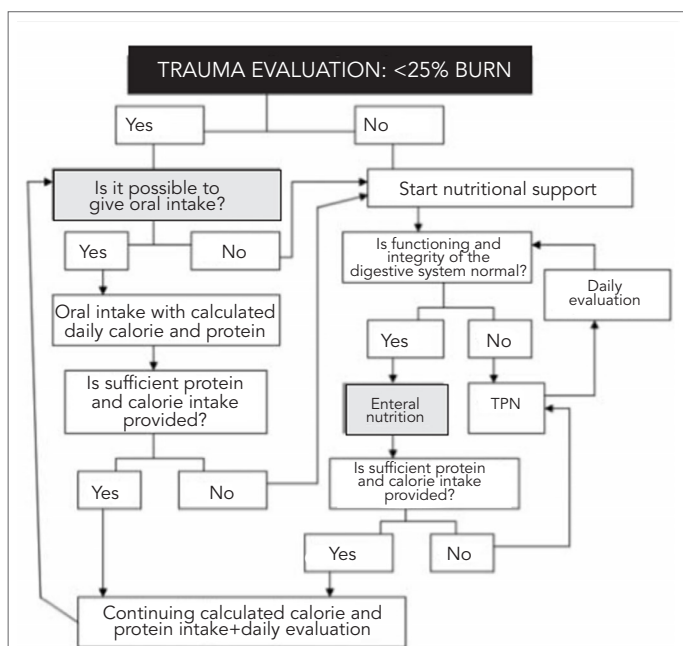 TRAUMA EVALUATION: <25% BURN
Yes
No
Is it possible to
give oral intake?
Start nutritional support
Yes
No
Is functioning and
integrity of the
digestive system normal?
Daily
evaluation
Oral intake with calculated
daily calorie and protein
Yes
No
Is sufficient protein
and calorie intake
provided?
Enteral
nutrition
TPN
Yes
No
Is sufficient protein
and calorie intake
provided?
Yes
No
Continuing calculated calorie and
protein intake+daily evaluation